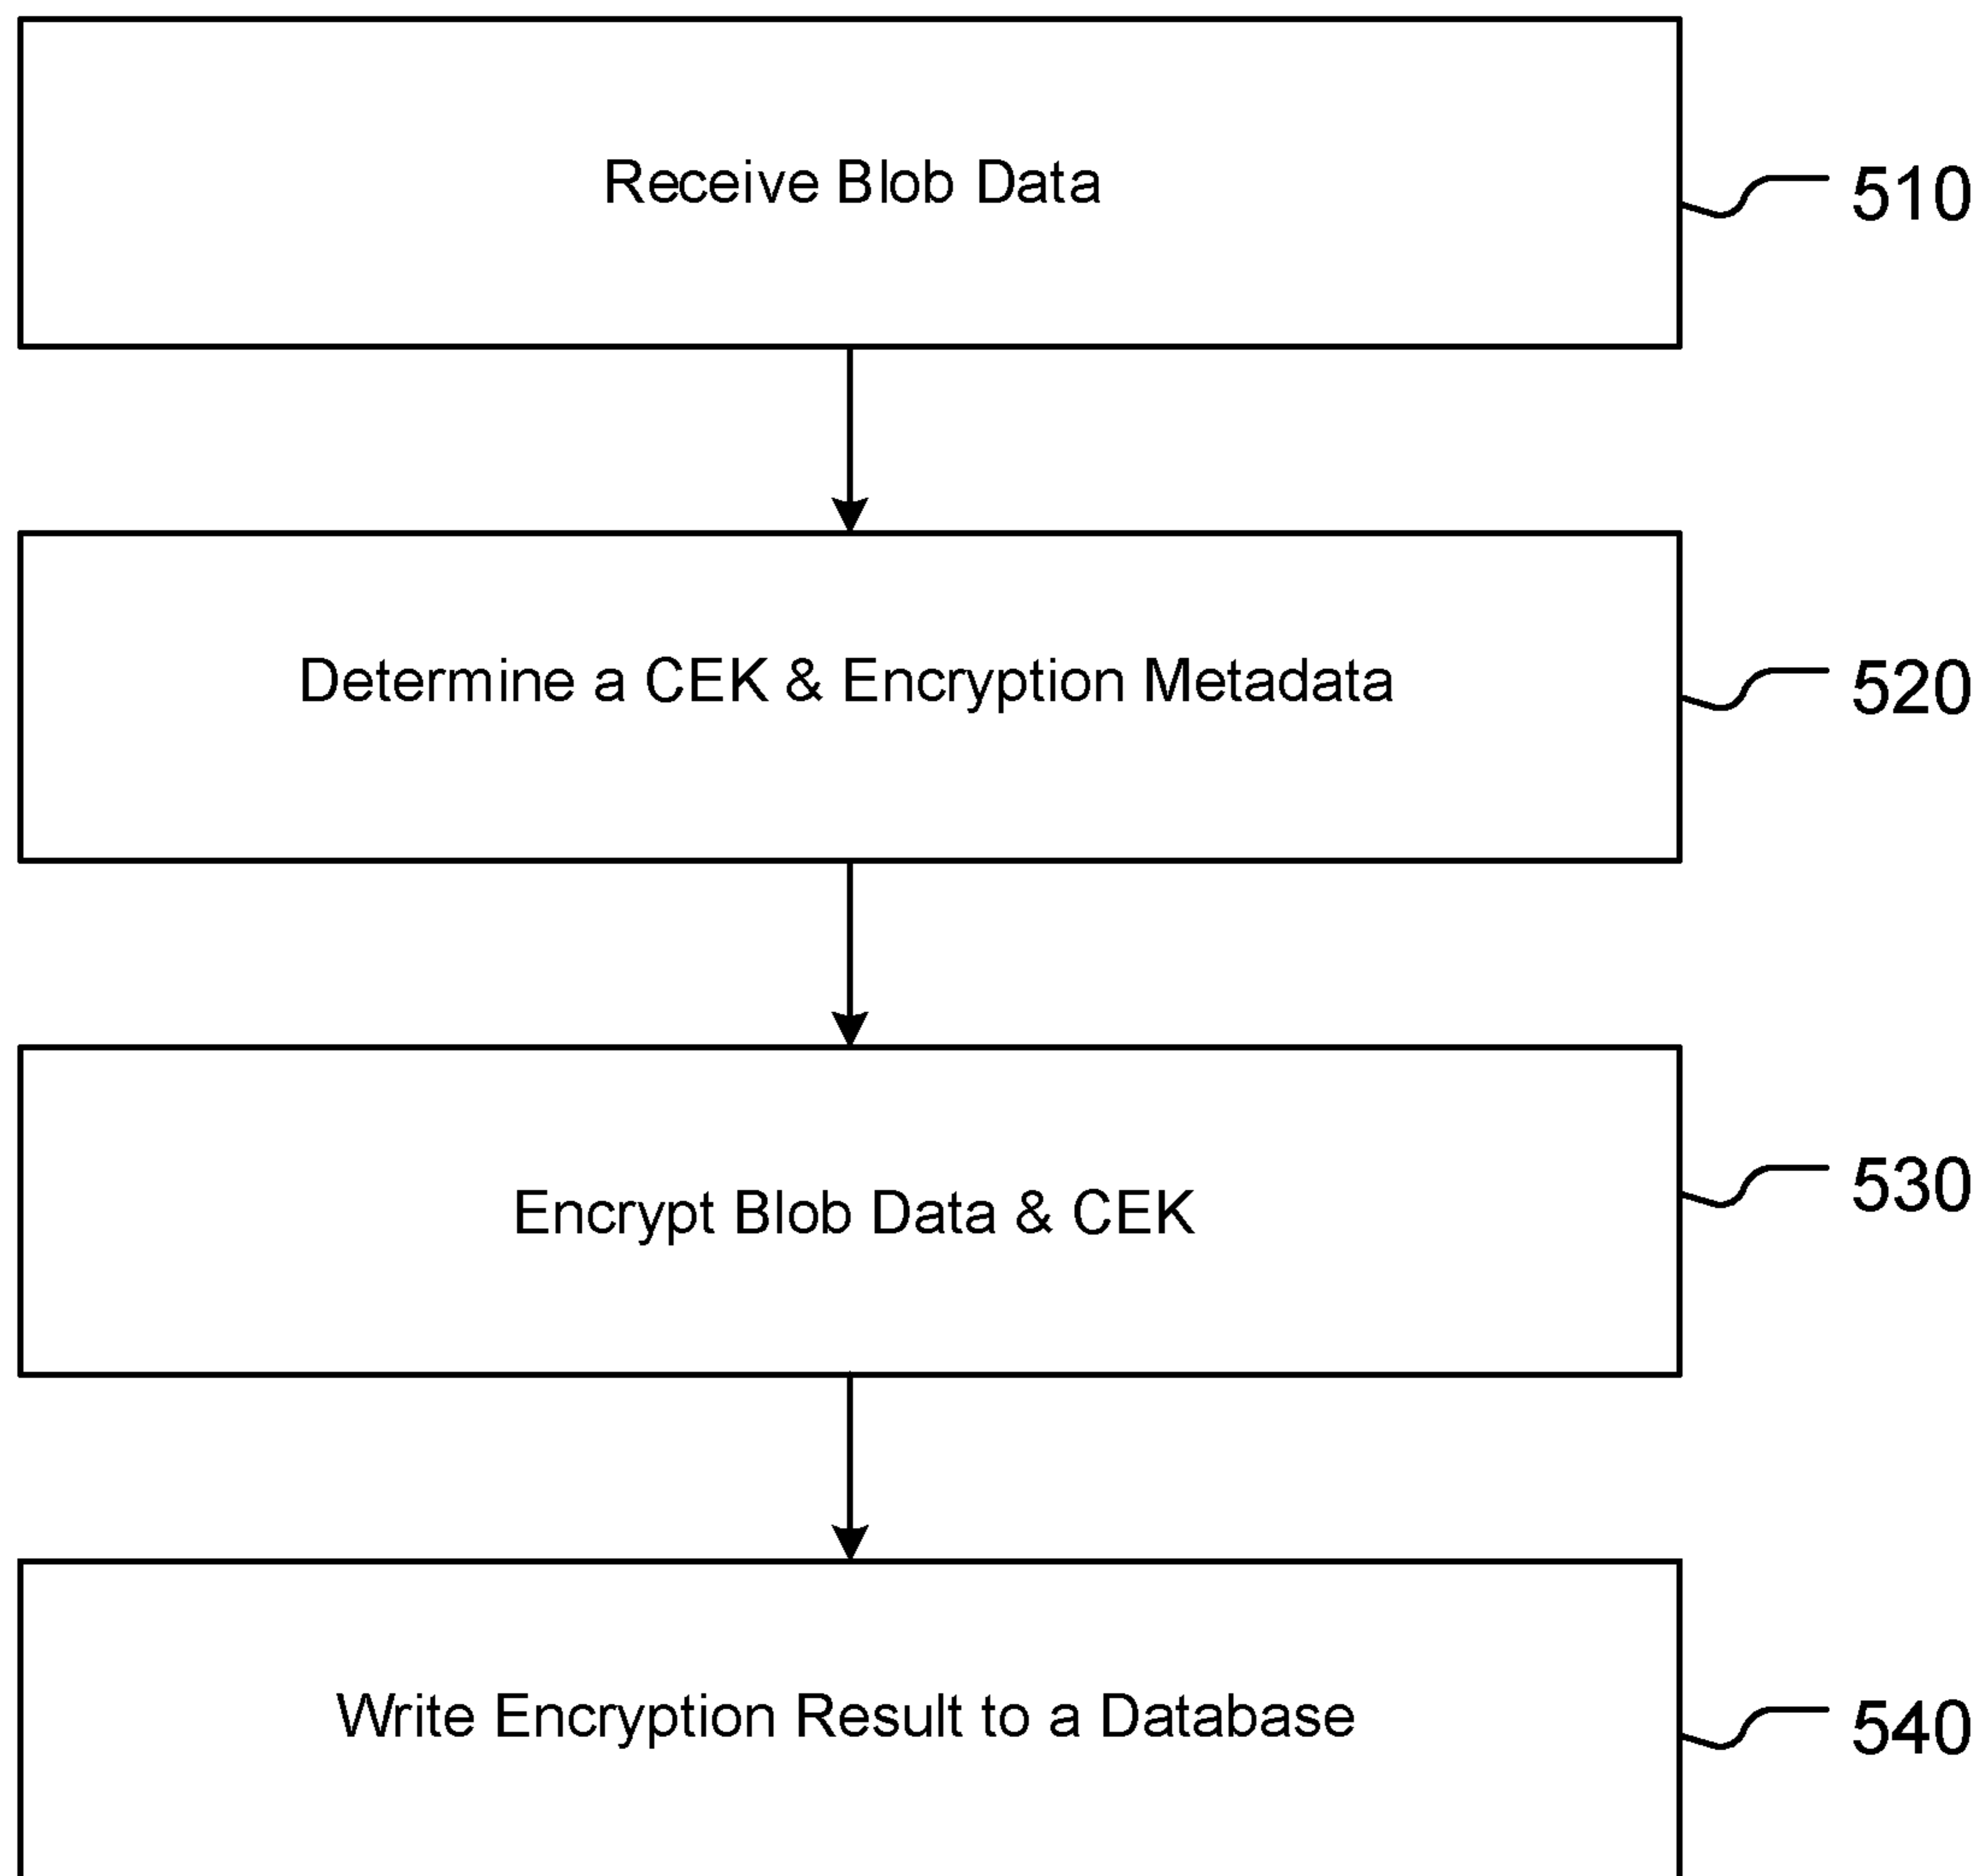 Receive Blob Data
510
Determine a CEK & Encryption Metadata
520
Encrypt Blob Data & CEK
530
Write Encryption Result to a Database
540